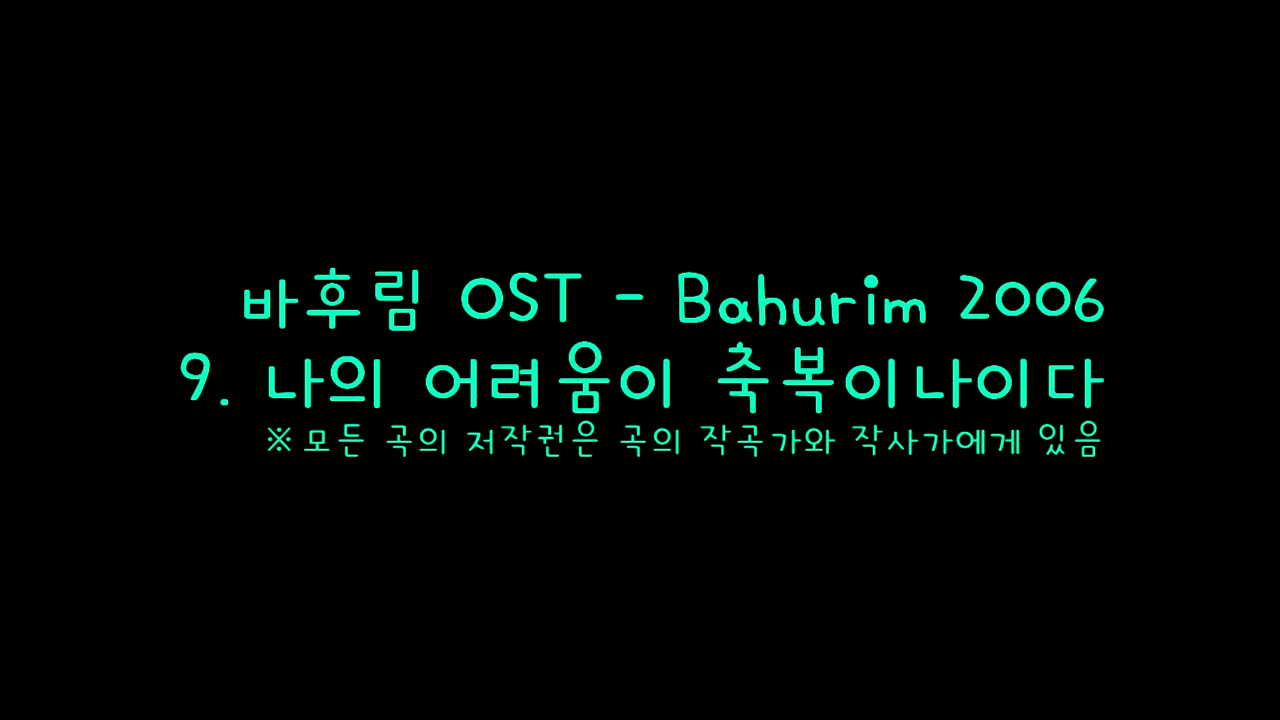 바후림 OST - Bahurim 2006
9. 나의 어려움이 축복이나이다
※모든 곡의 저작권은 곡의 작곡가와 작사가에게 있음